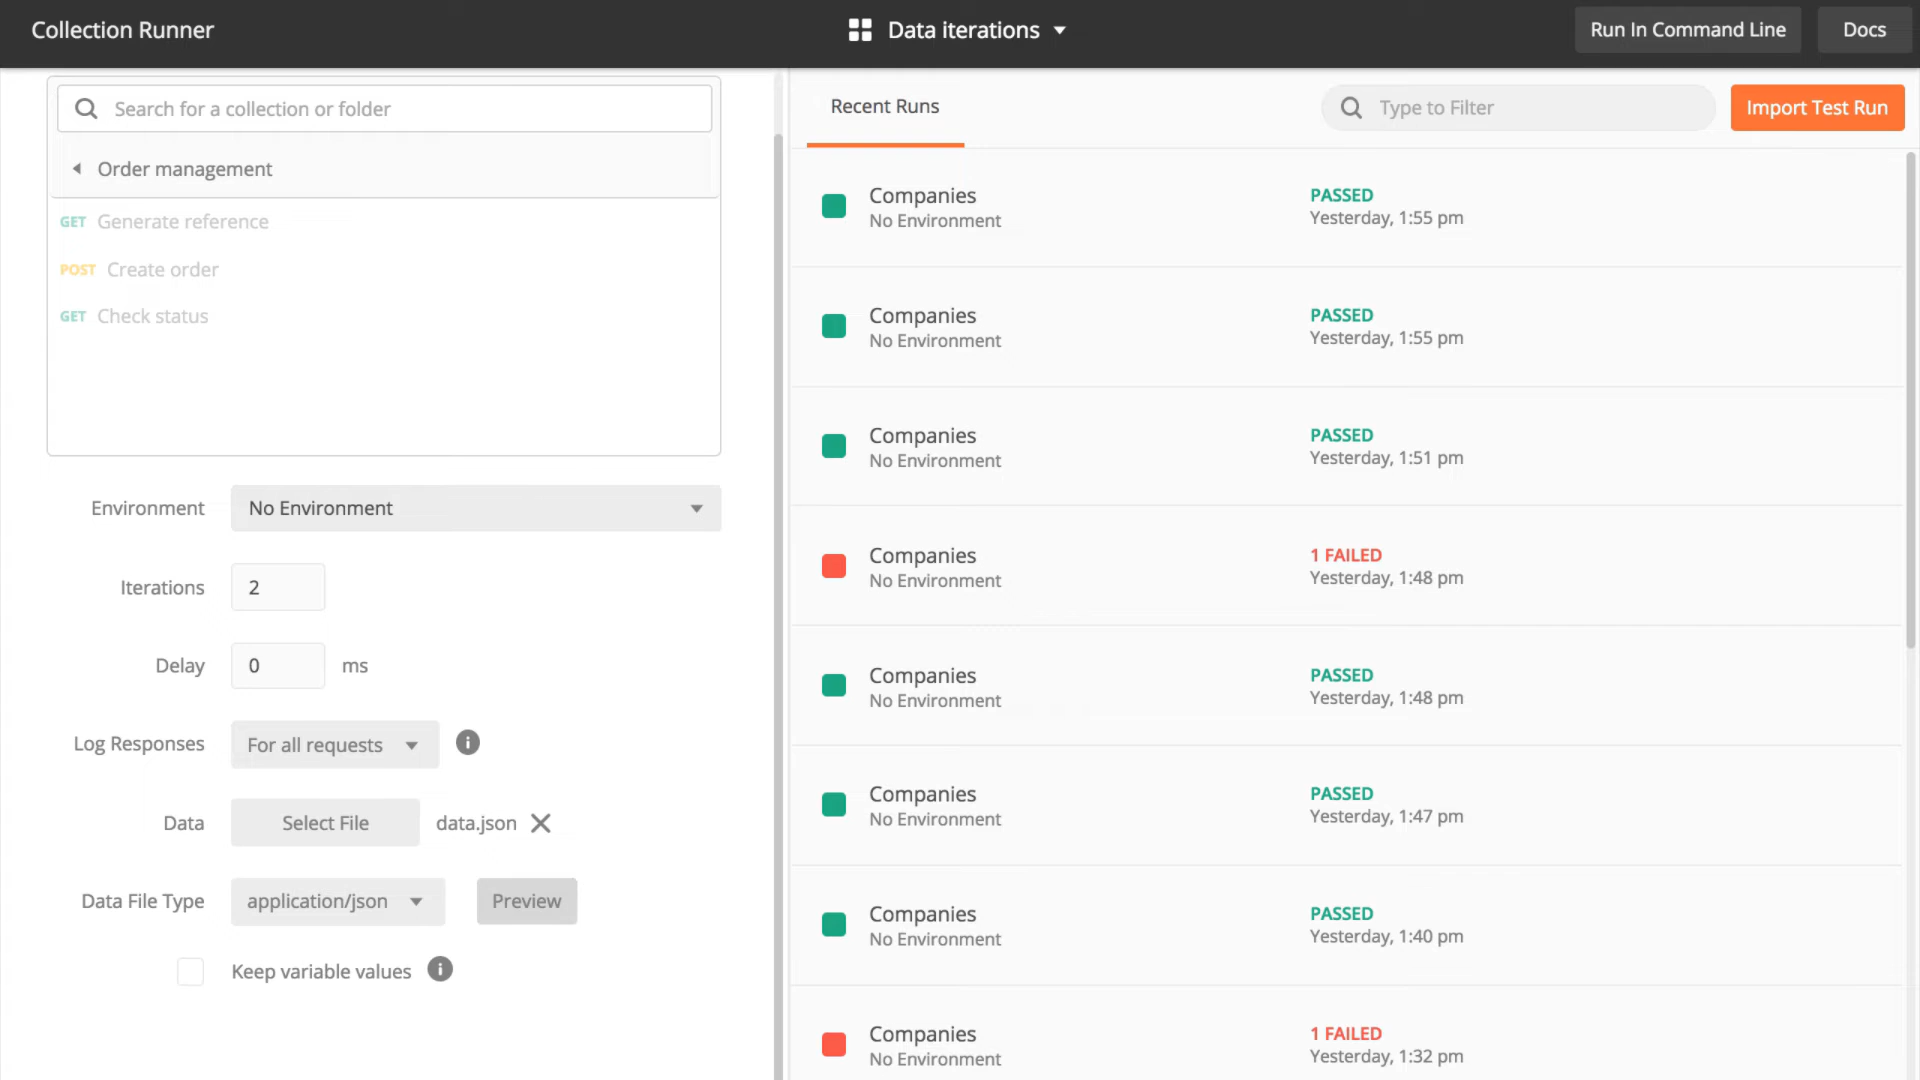 Collection Runner
Data iterations
Run In Command Line
Docs
Search for a collection or folder
Order management
GET Generate reference
POST Create order
GET Check status
Environment No Environment
Iterations 2
Delay 0 ms
Log Responses For all requests
Data Select File data.json
Data File Type application/json Preview
Keep variable values
Recent Runs
Type to Filter
Import Test Run
Companies PASSED
No Environment Yesterday, 1:55 pm
Companies PASSED
No Environment Yesterday, 1:55 pm
Companies PASSED
No Environment Yesterday, 1:51 pm
Companies 1 FAILED
No Environment Yesterday, 1:48 pm
Companies PASSED
No Environment Yesterday, 1:48 pm
Companies PASSED
No Environment Yesterday, 1:47 pm
Companies PASSED
No Environment Yesterday, 1:40 pm
Companies 1 FAILED
No Environment Yesterday, 1:32 pm